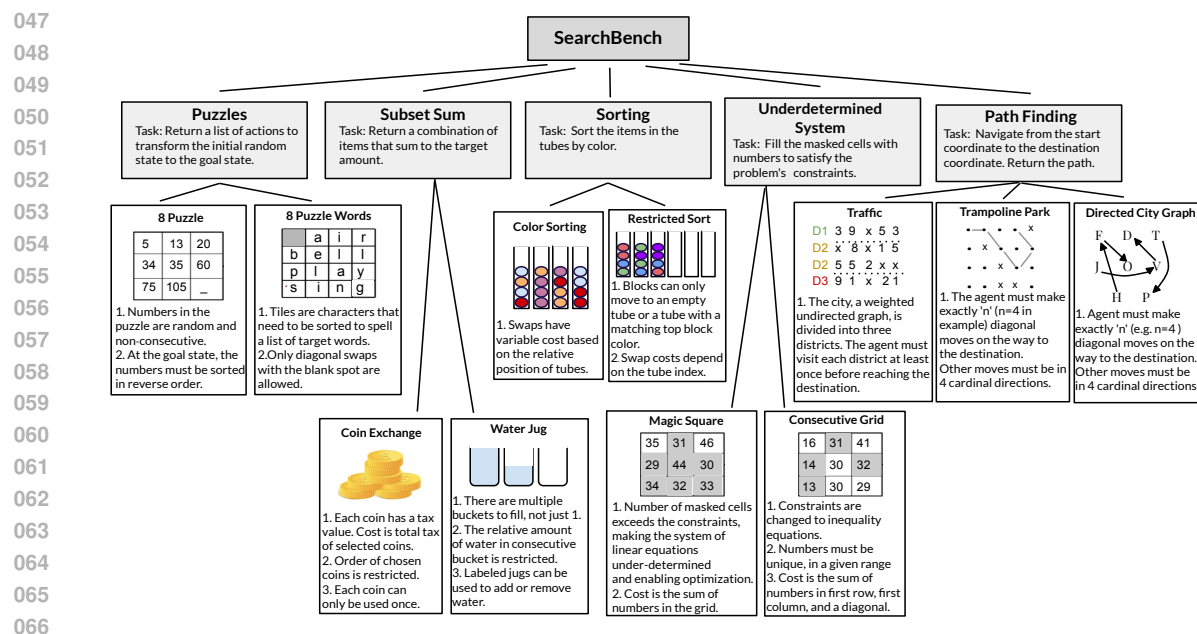 047
048
049
050
051
052
053
054
055
056
057
058
059
060
061
062
063
064
065
066
SearchBench
Puzzles
Task: Return a list of actions to
transform the initial random
state to the goal state.
Subset Sum
Task: Return a combination of
items that sum to the target
amount.
Sorting
Task: Sort the items in the
tubes by color.
Underdetermined
System
Task: Fill the masked cells with
numbers to satisfy the
problem's constraints.
Path Finding
Task: Navigate from the start
coordinate to the destination
coordinate. Return the path.
8 Puzzle
5 13 20
34 35 60
75 105 _
1. Numbers in the
puzzle are random and
non-consecutive.
2. At the goal state, the
numbers must be sorted
in reverse order.
8 Puzzle Words
a i r
b e l l
p l a y
s i n g
1. Tiles are characters that
need to be sorted to spell
a list of target words.
2.Only diagonal swaps
with the blank spot are
allowed.
Color Sorting
1. Swaps have
variable cost based
on the relative
position of tubes.
Restricted Sort
1. Blocks can only
move to an empty
tube or a tube with a
matching top block
color.
2. Swap costs depend
on the tube index.
Traffic
D1 3 9 x 5 3
D2 x 8 x 1 5
D2 5 5 2 x x
D3 9 1 x 2 1
1. The city, a weighted
undirected graph, is
divided into three
districts. The agent must
visit each district at least
once before reaching the
destination.
Trampoline Park
x
x
x
x x
1. The agent must make
exactly 'n' (n=4 in
example) diagonal
moves on the way to
the destination.
Other moves must be in
4 cardinal directions.
Directed City Graph
F D T
J O V
H P
1. Agent must make
exactly 'n' (e.g. n=4 )
diagonal moves on the
way to the destination.
Other moves must be
in 4 cardinal directions
Coin Exchange
1. Each coin has a tax
value. Cost is total tax
of selected coins.
2. Order of chosen
coins is restricted.
3. Each coin can
only be used once.
Water Jug
1. There are multiple
buckets to fill, not just 1.
2. The relative amount
of water in consecutive
bucket is restricted.
3. Labeled jugs can be
used to add or remove
water.
Magic Square
35 31 46
29 44 30
34 32 33
1. Number of masked cells
exceeds the constraints,
making the system of
linear equations
under-determined
and enabling optimization.
2. Cost is the sum of
numbers in the grid.
Consecutive Grid
16 31 41
14 30 32
13 30 29
1. Constraints are
changed to inequality
equations.
2. Numbers must be
unique, in a given range
3. Cost is the sum of
numbers in first row, first
column, and a diagonal.